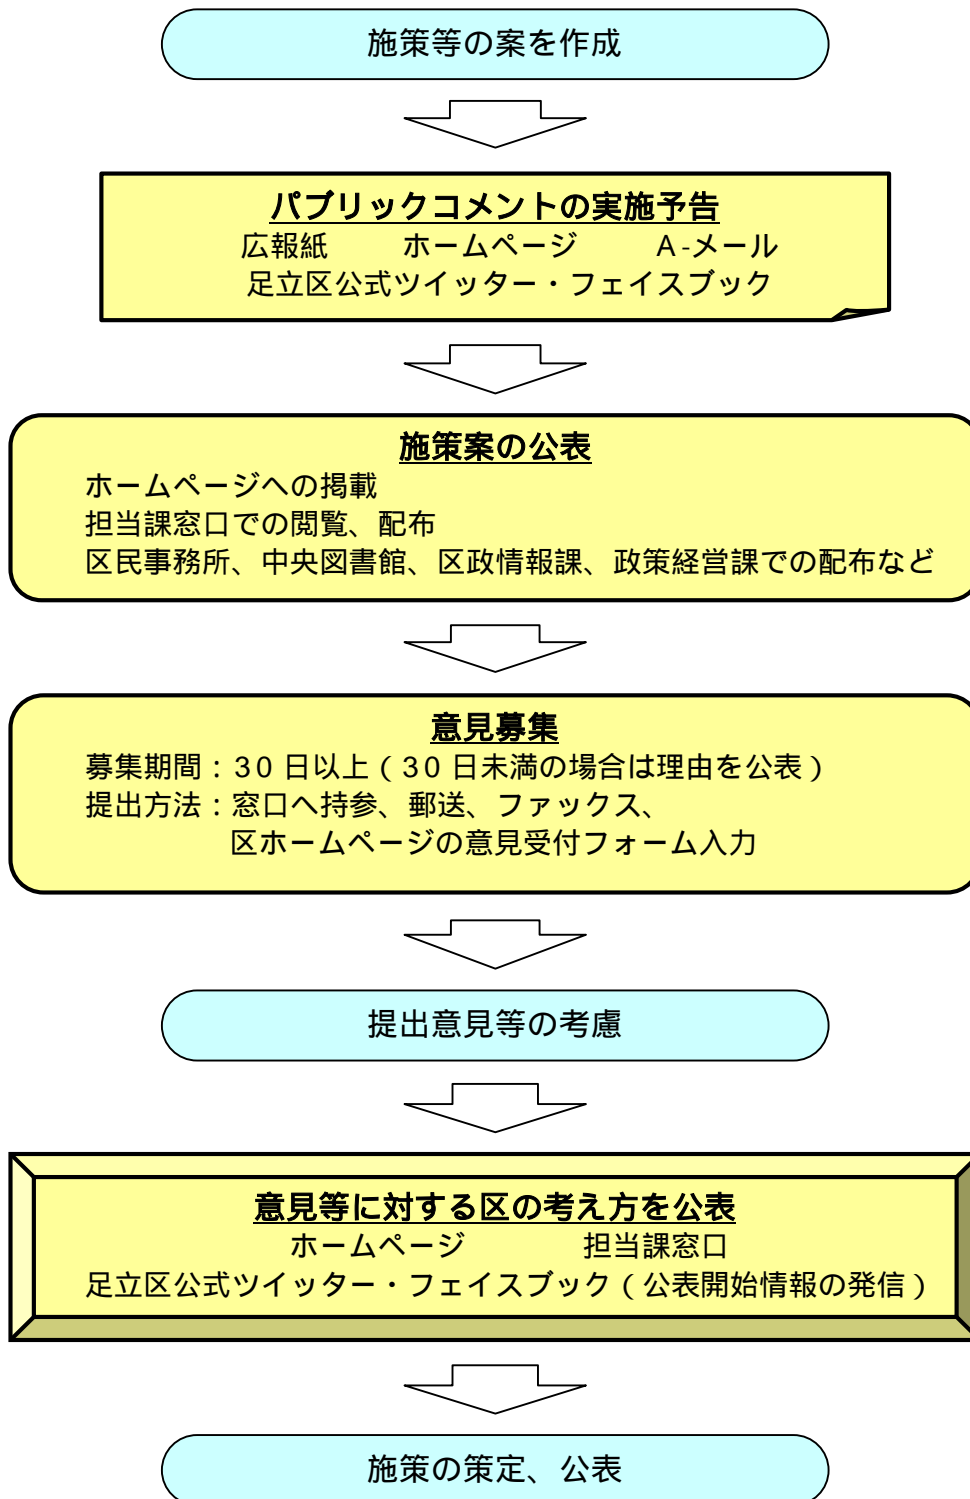 施策等の案を作成
パブリックコメントの実施予告
広報紙　　ホームページ　　A-メール
足立区公式ツイッター・フェイスブック
施策案の公表
ホームページへの掲載
担当課窓口での閲覧、配布
区民事務所、中央図書館、区政情報課、政策経営課での配布など
意見募集
募集期間：30 日以上（30 日未満の場合は理由を公表）
提出方法：窓口へ持参、郵送、ファックス、
区ホームページの意見受付フォーム入力
提出意見等の考慮
意見等に対する区の考え方を公表
ホームページ　　　担当課窓口
足立区公式ツイッター・フェイスブック（公表開始情報の発信）
施策の策定、公表